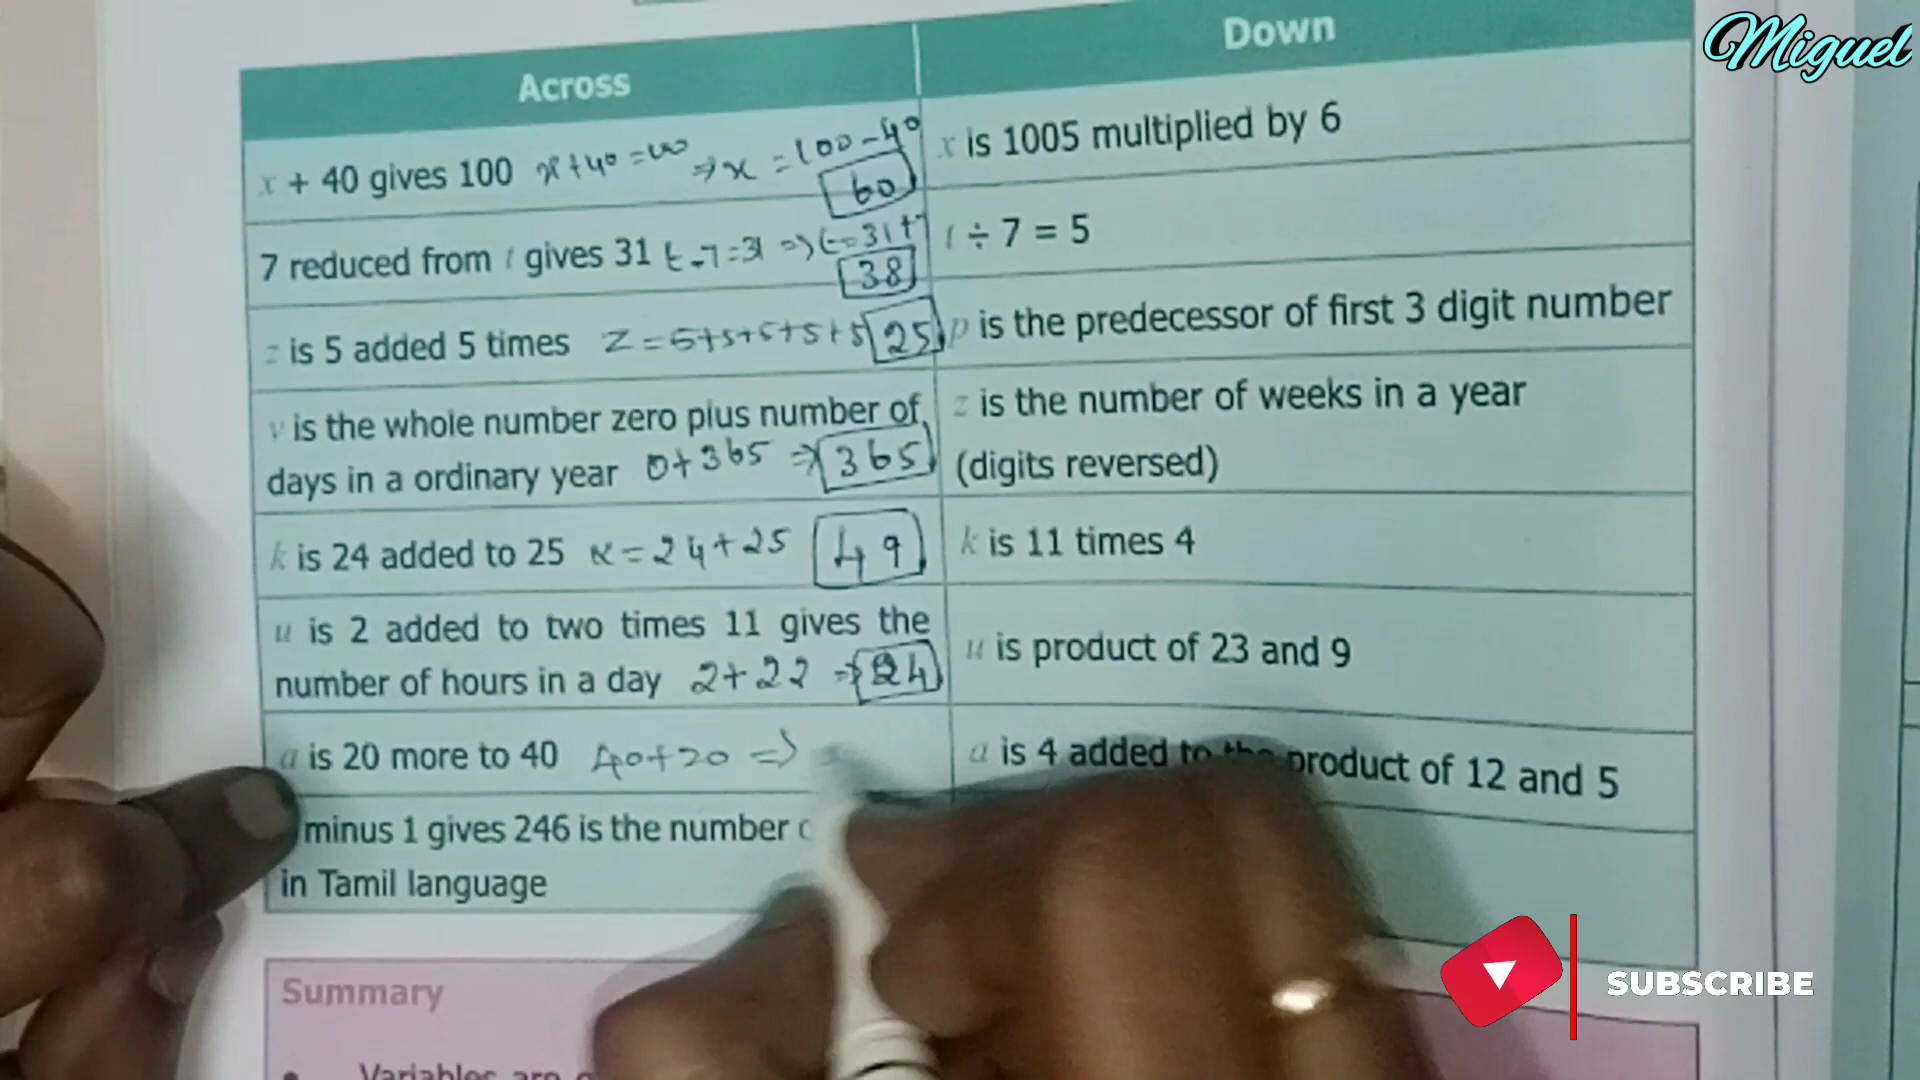 Miguel
Across
Down
x + 40 gives 100 x+40=100 ⇒x = 100-40
60
x is 1005 multiplied by 6
7 reduced from t gives 31 t-7=31 ⇒t=31+7
38
t ÷ 7 = 5
z is 5 added 5 times z=5+5+5+5+5 25
p is the predecessor of first 3 digit number
v is the whole number zero plus number of
days in a ordinary year 0+365 ⇒ 365
z is the number of weeks in a year
(digits reversed)
k is 24 added to 25 k=24+25 49
k is 11 times 4
u is 2 added to two times 11 gives the
number of hours in a day 2+22 ⇒ 24
u is product of 23 and 9
a is 20 more to 40 40+20 ⇒
a is 4 added to the product of 12 and 5
minus 1 gives 246 is the number
in Tamil language
SUBSCRIBE
Summary
• Variables are